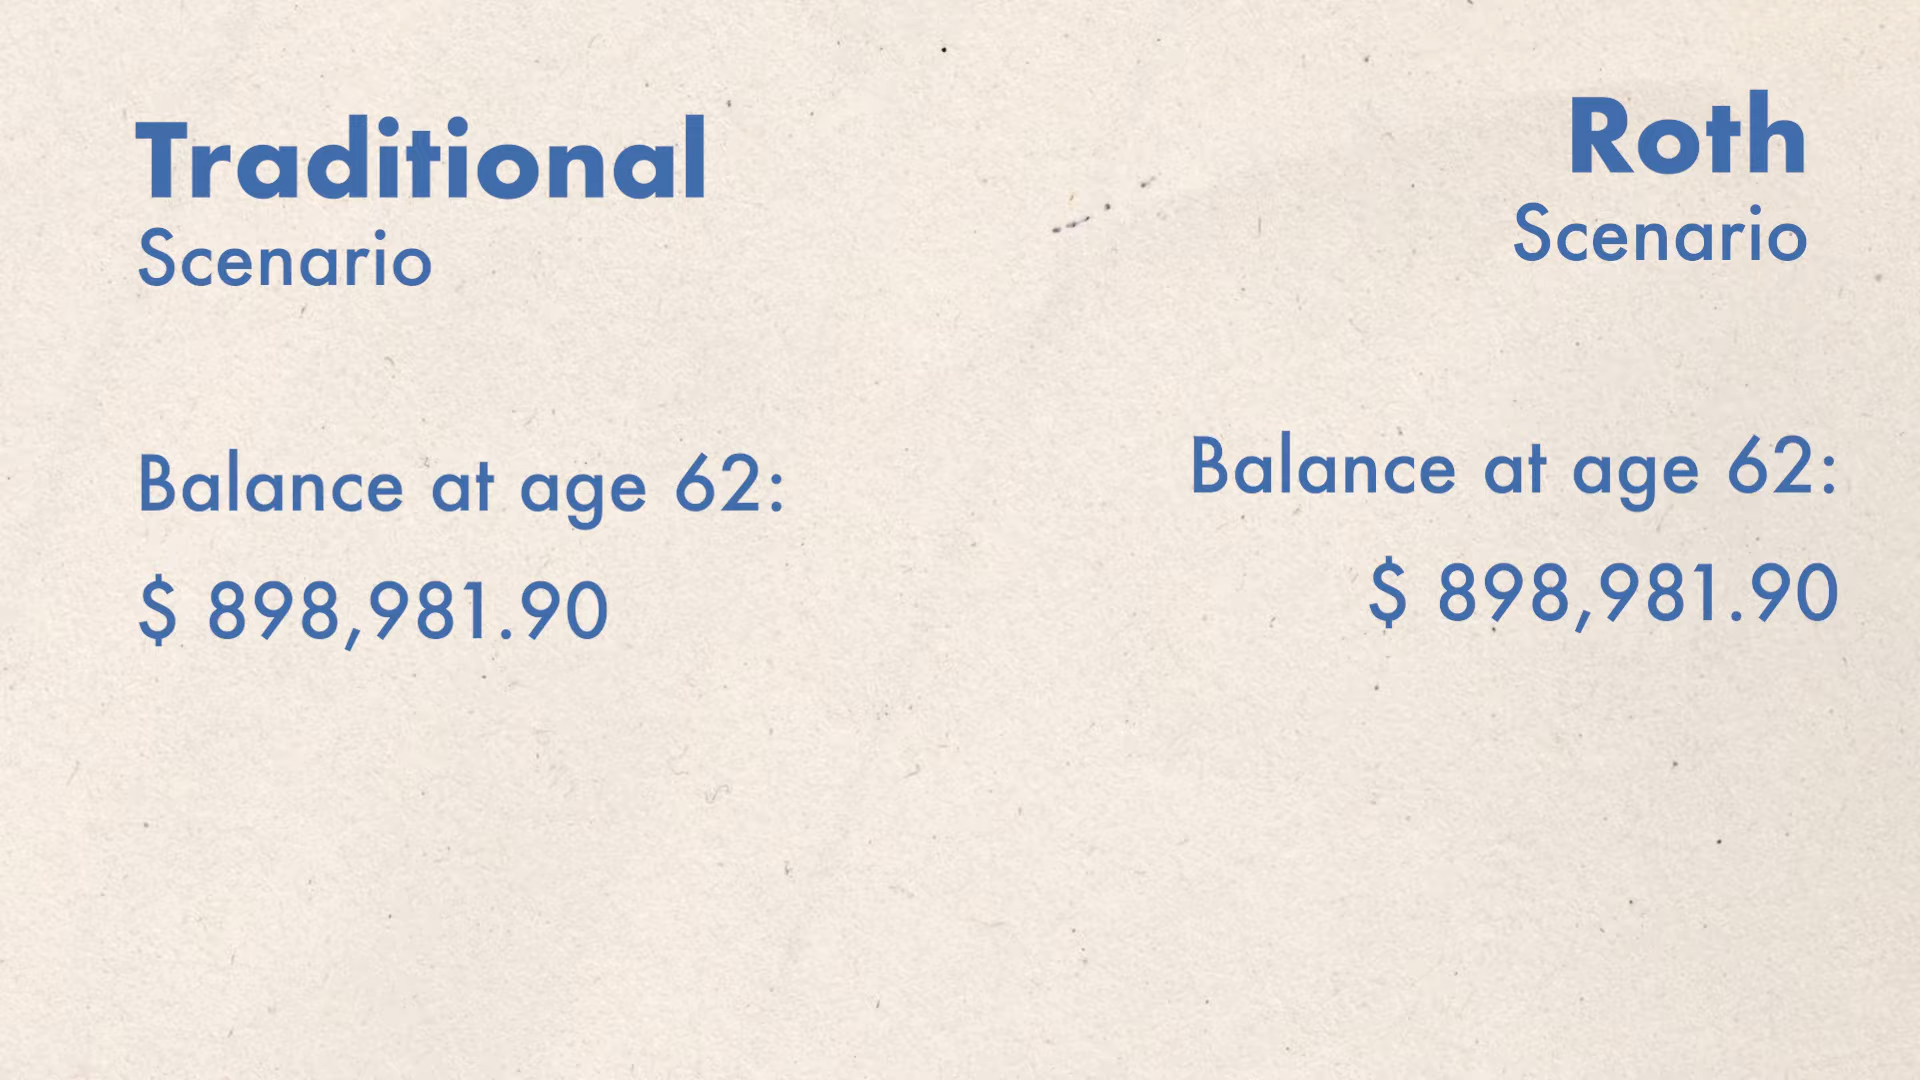 Traditional
Scenario
Balance at age 62:
$ 898,981.90
Roth
Scenario
Balance at age 62:
$ 898,981.90